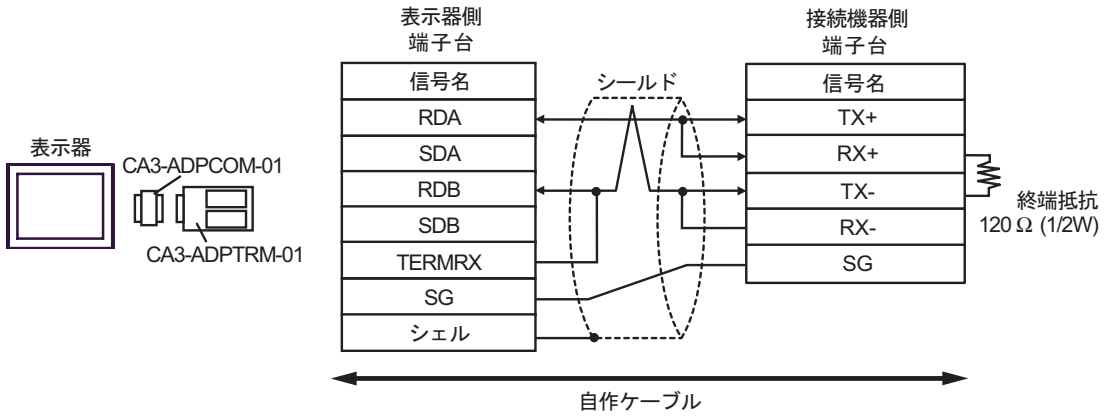 表示器
CA3-ADPCOM-01
CA3-ADPTRM-01
表示器側
端子台
信号名
RDA
SDA
RDB
SDB
TERMRX
SG
シェル
シールド
接続機器側
端子台
信号名
TX+
RX+
TX-
RX-
SG
終端抵抗
120 Ω (1/2W)
自作ケーブル